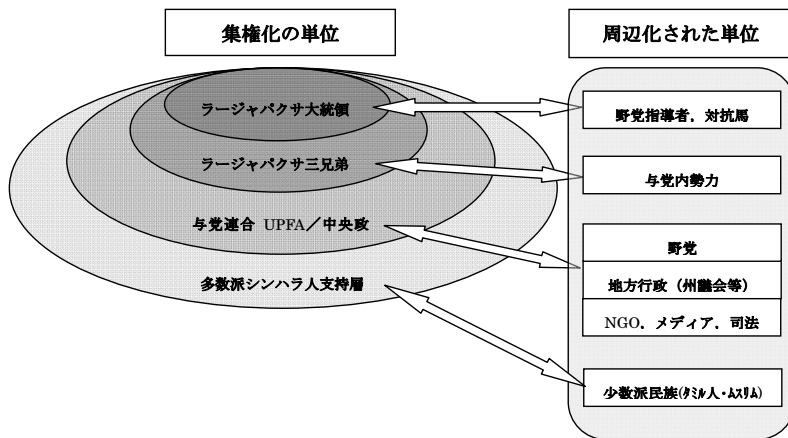 集権化の単位
周辺化された単位
ラージャパクサ大統領
野党指導者．対抗馬
ラージャパクサ三兄弟
与党内勢力
与党連合 UPFA／中央政
野党
地方行政（州議会等）
NGO．メディア．司法
多数派シンハラ人支持層
少数派民族(ﾀﾐﾙ人・ﾑｽﾘﾑ)